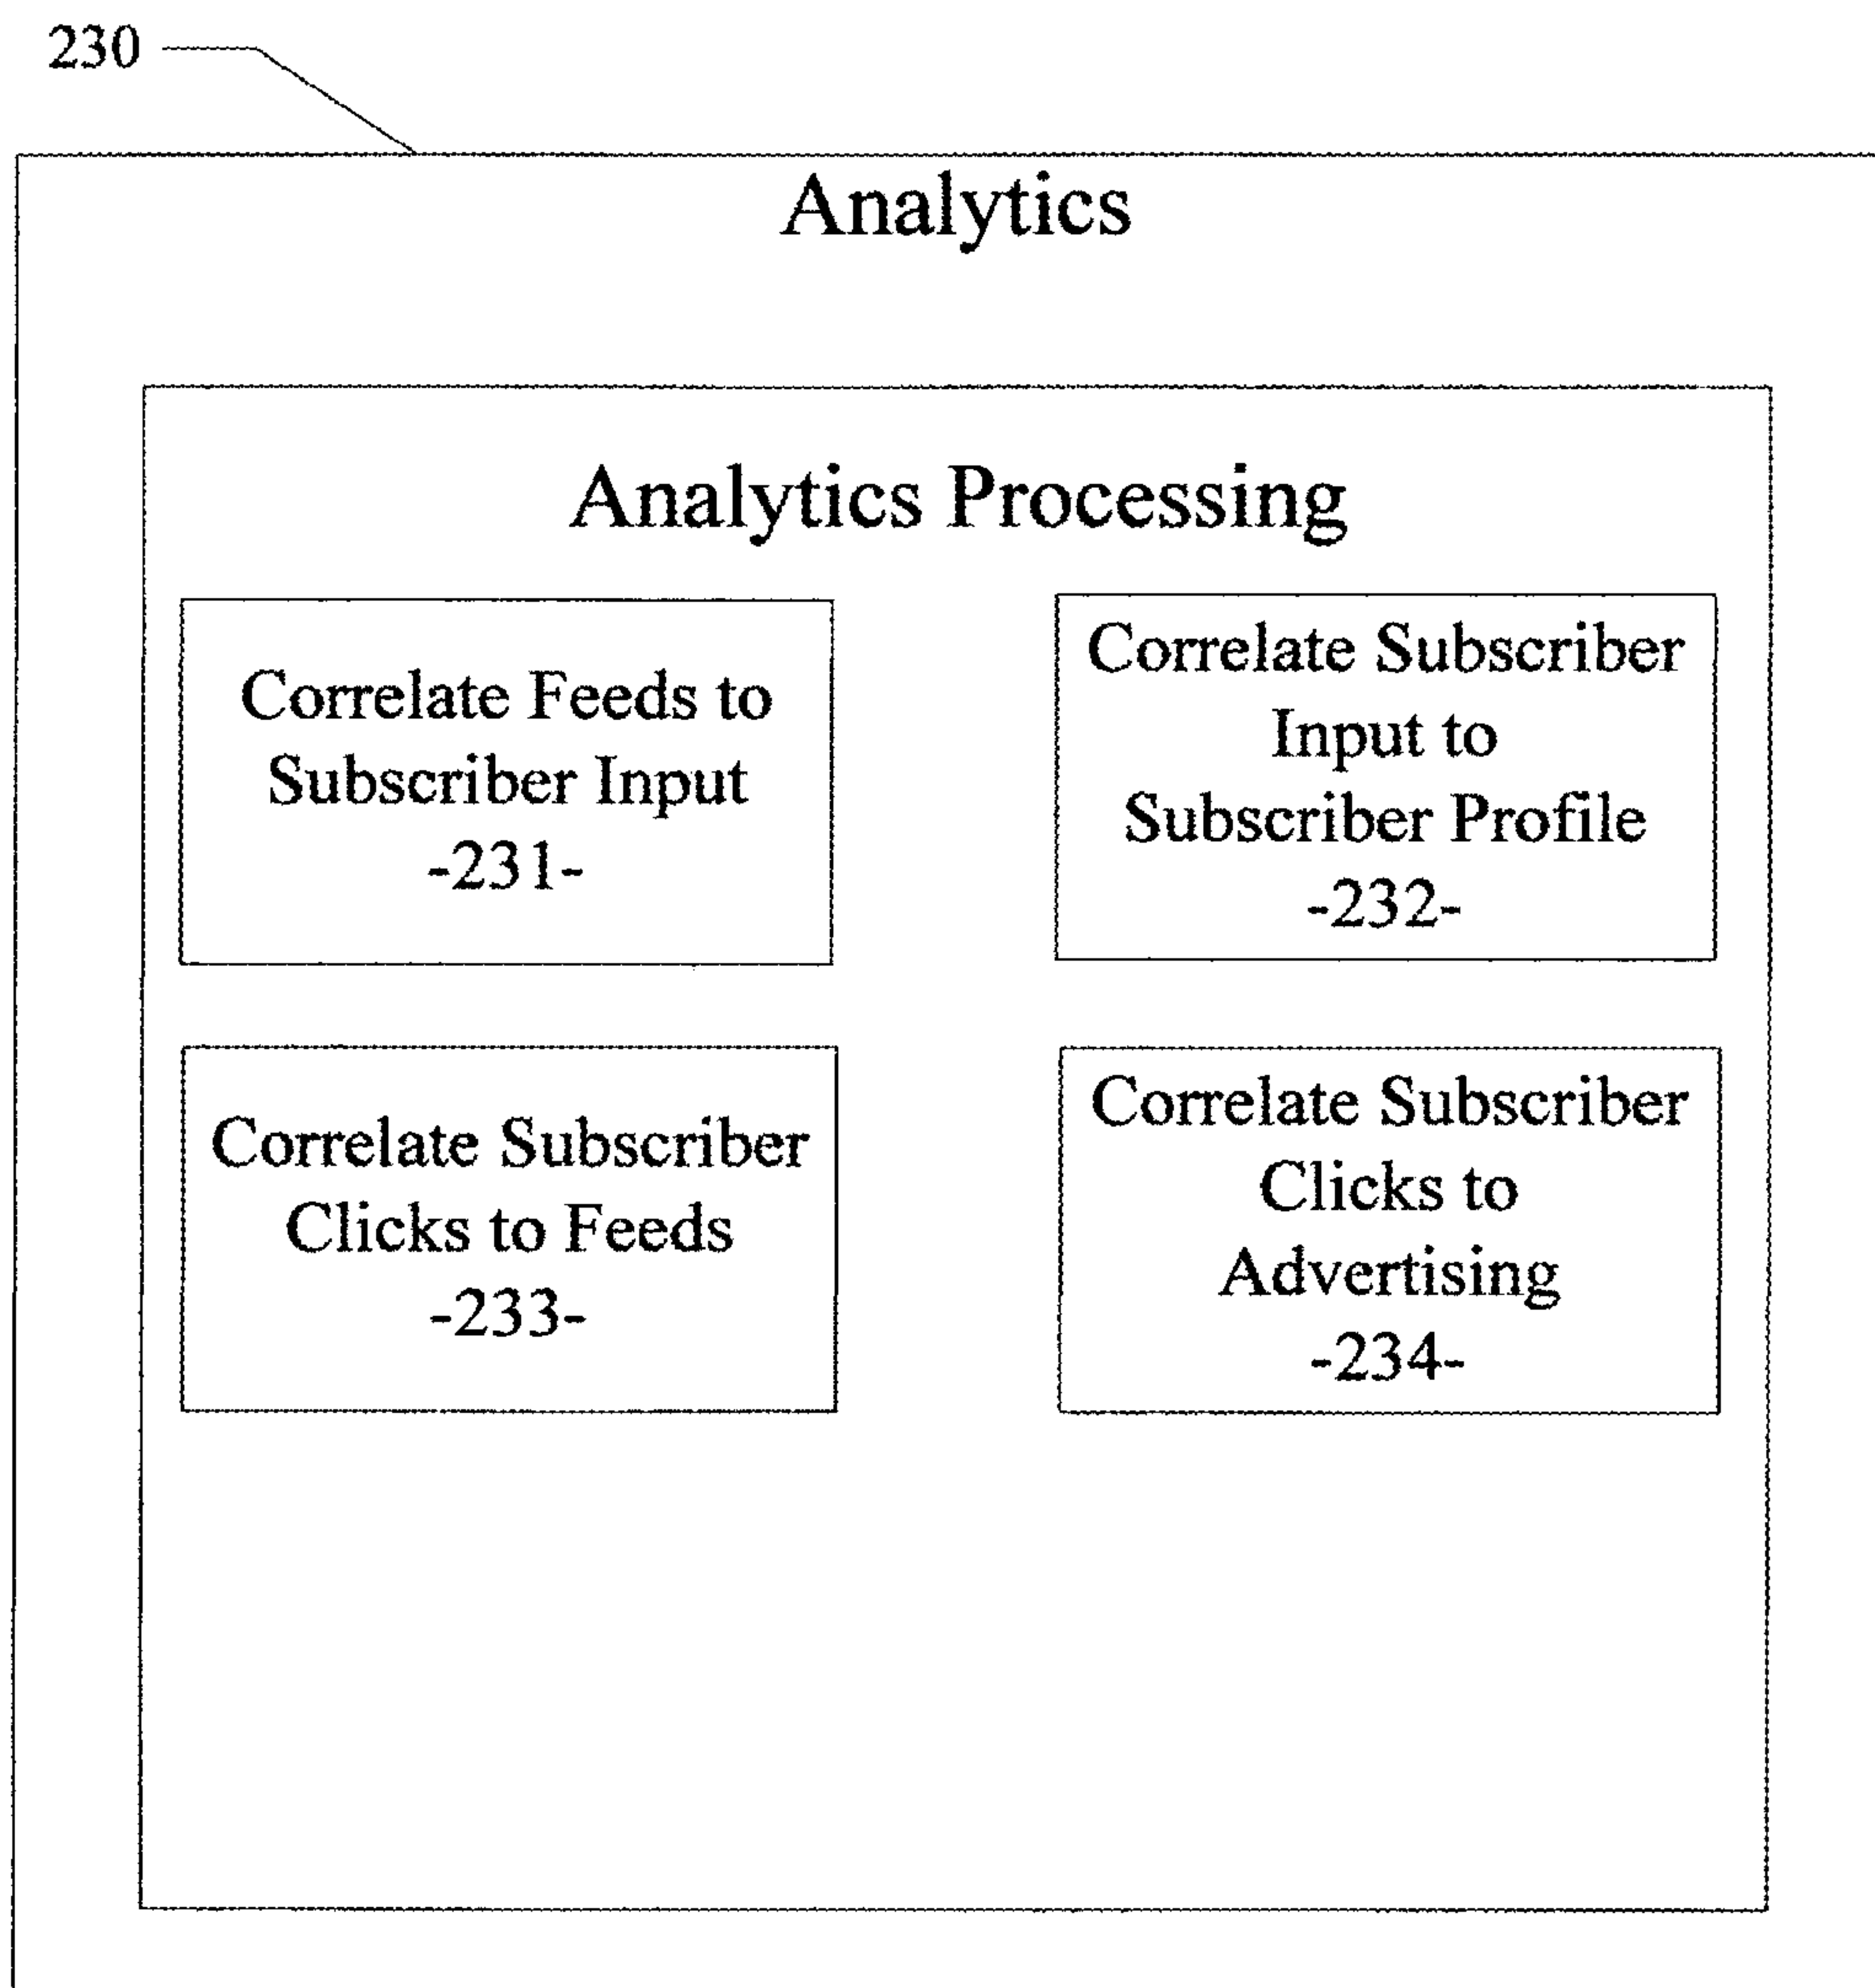 230
Analytics
Analytics Processing
Correlate Feeds to
Subscriber Input
-231-
Correlate Subscriber
Input to
Subscriber Profile
-232-
Correlate Subscriber
Clicks to Feeds
-233-
Correlate Subscriber
Clicks to
Advertising
-234-